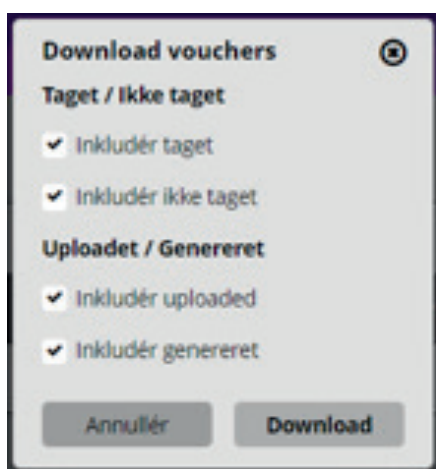 Download vouchers
Taget / Ikke taget
Inkludér taget
Inkludér ikke taget
Uploadet / Genereret
Inkludér uploaded
Inkludér genereret
Annullér Download